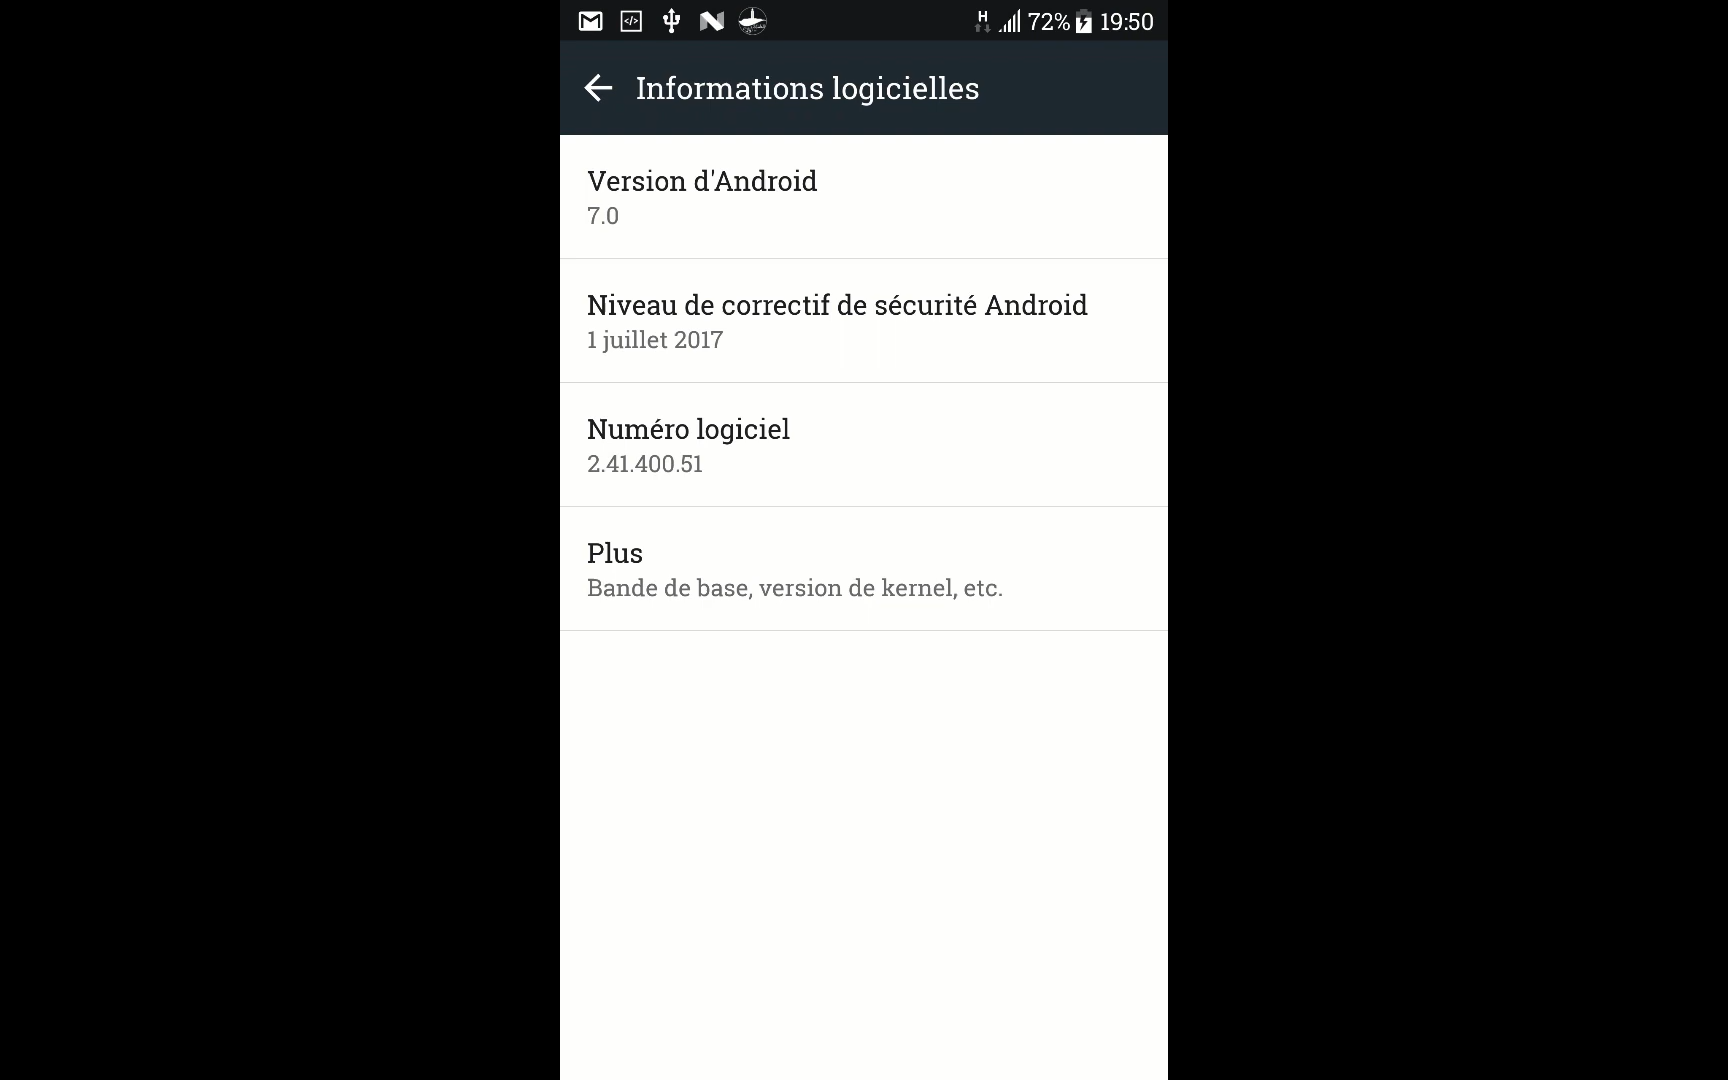 H 72% 19:50
Informations logicielles
Version d'Android
7.0
Niveau de correctif de sécurité Android
1 juillet 2017
Numéro logiciel
2.41.400.51
Plus
Bande de base, version de kernel, etc.